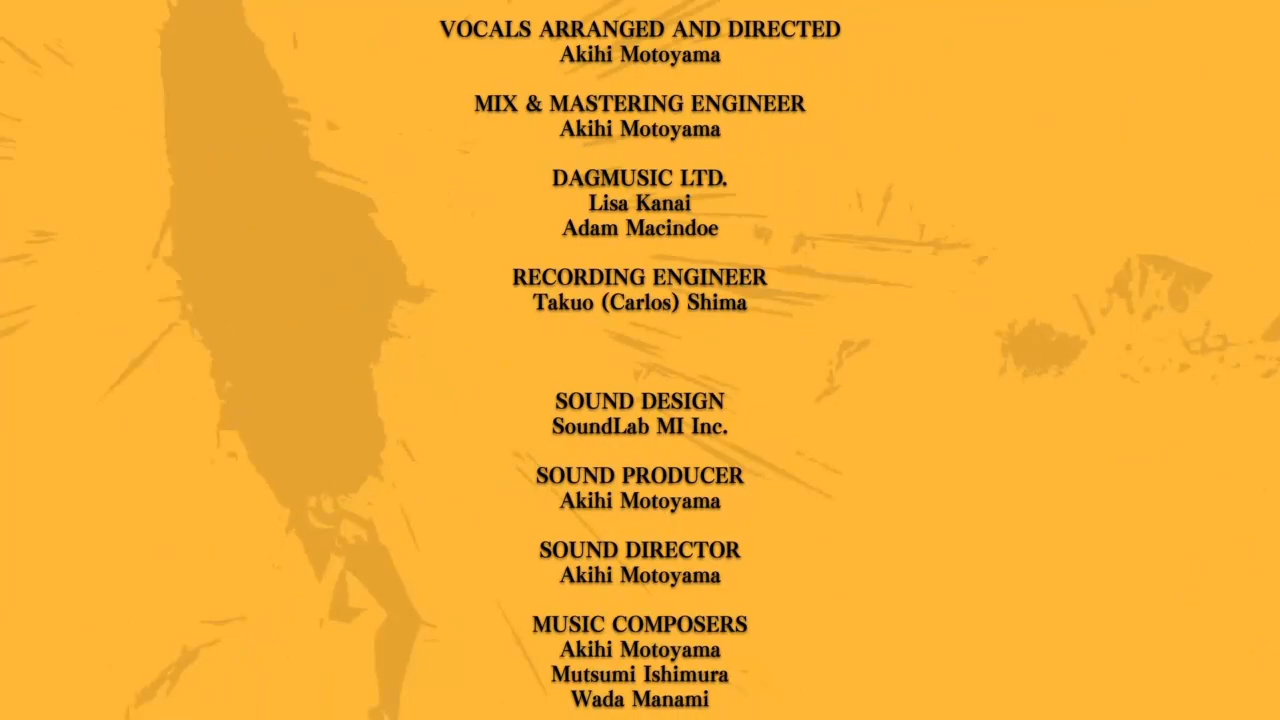 VOCALS ARRANGED AND DIRECTED
Akihi Motoyama
MIX & MASTERING ENGINEER
Akihi Motoyama
DAGMUSIC LTD.
Lisa Kanai
Adam Macindoe
RECORDING ENGINEER
Takuo (Carlos) Shima
SOUND DESIGN
SoundLab MI Inc.
SOUND PRODUCER
Akihi Motoyama
SOUND DIRECTOR
Akihi Motoyama
MUSIC COMPOSERS
Akihi Motoyama
Mutsumi Ishimura
Wada Manami